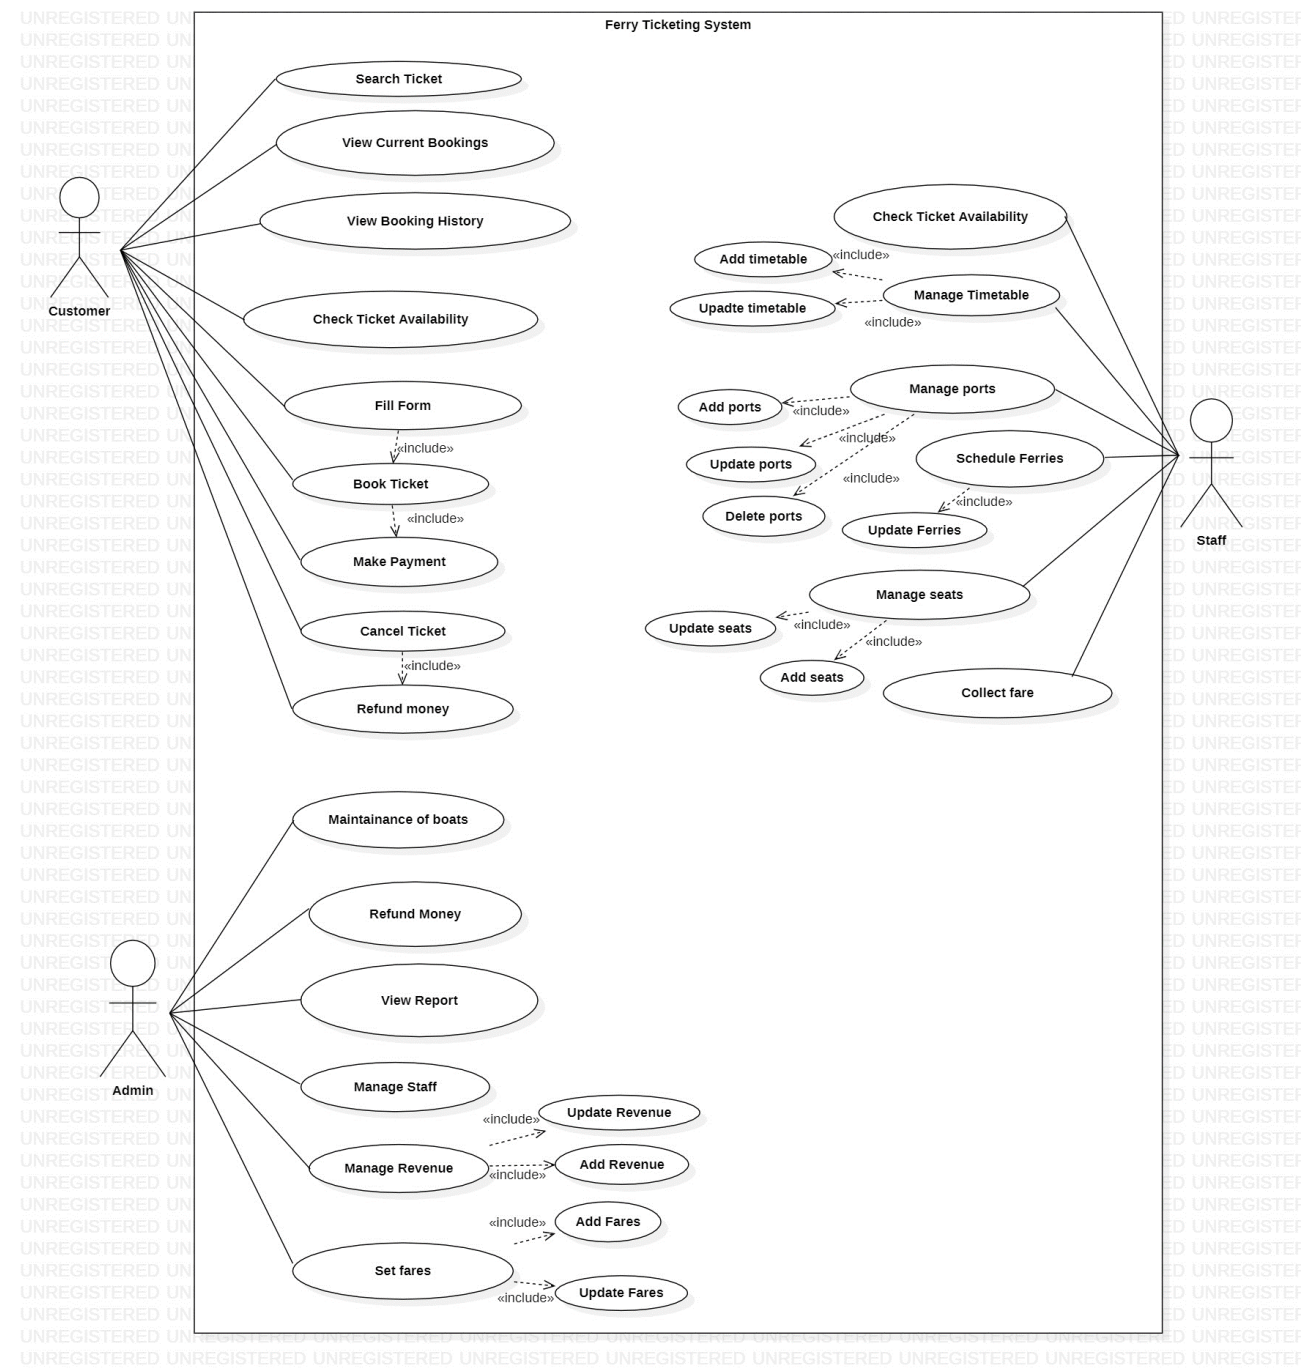 Ferry Ticketing System
Search Ticket
View Current Bookings
View Booking History
Customer
Check Ticket Availability
Fill Form
«include»
Book Ticket
«include»
Make Payment
Cancel Ticket
«include»
Refund money
Check Ticket Availability
Add timetable
«include»
Manage Timetable
Upadte timetable
«include»
Manage ports
Add ports
«include»
Update ports
«include»
Delete ports
«include»
Schedule Ferries
«include»
Update Ferries
Staff
Manage seats
Update seats
«include»
Add seats
«include»
Collect fare
Maintainance of boats
Refund Money
View Report
Admin
Manage Staff
Manage Revenue
«include»
Update Revenue
«include»
Add Revenue
Set fares
«include»
Add Fares
«include»
Update Fares
UNREGISTERED UNREGISTERED UNREGISTERED UNREGISTERED UNREGISTERED UNREGISTERED UNREGISTERED UNREGISTERED